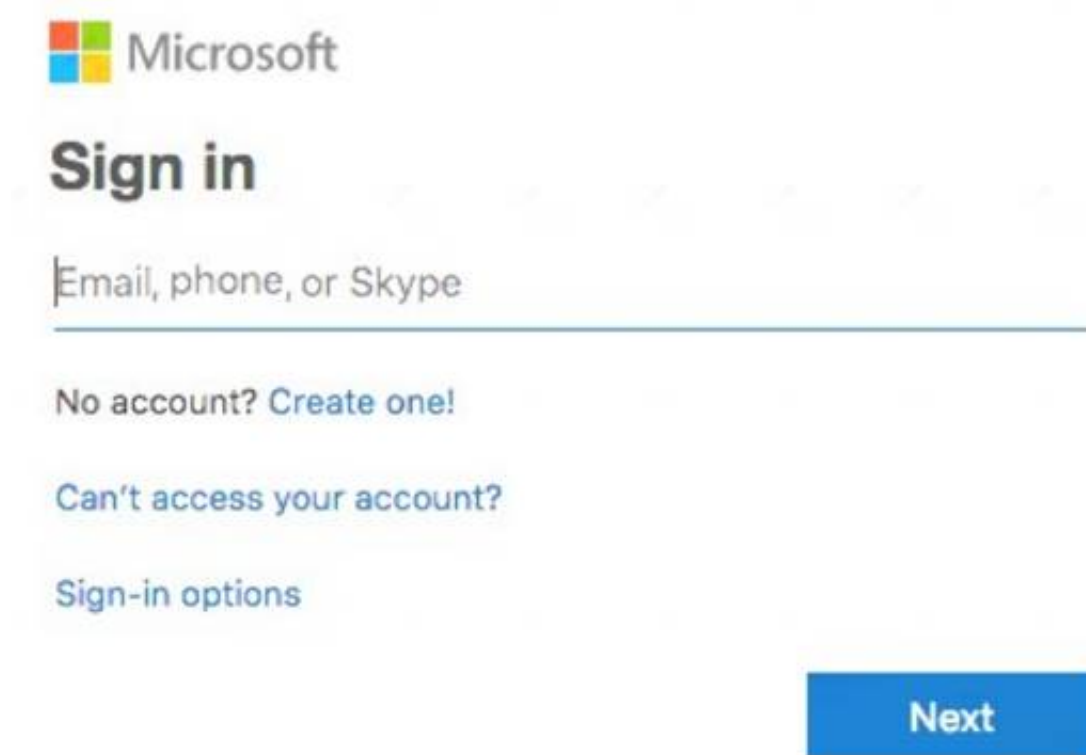 Microsoft
Sign in
Email, phone, or Skype
No account? Create one!
Can't access your account?
Sign-in options
Next